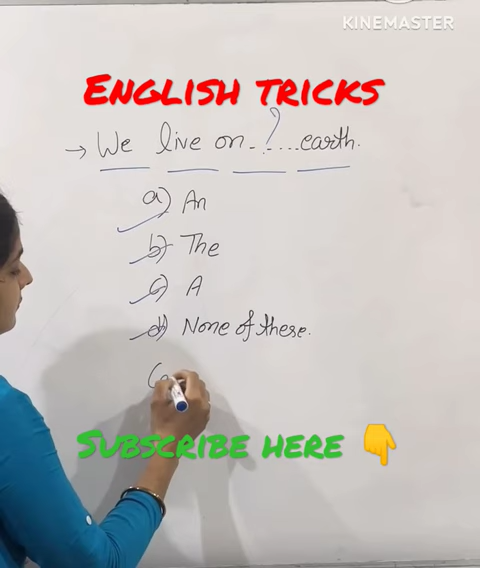 KINEMASTER
ENGLISH TRICKS
→ We live on..?....earth.
a) An
b) The
c) A
d) None of these.
SUBSCRIBE HERE 👇